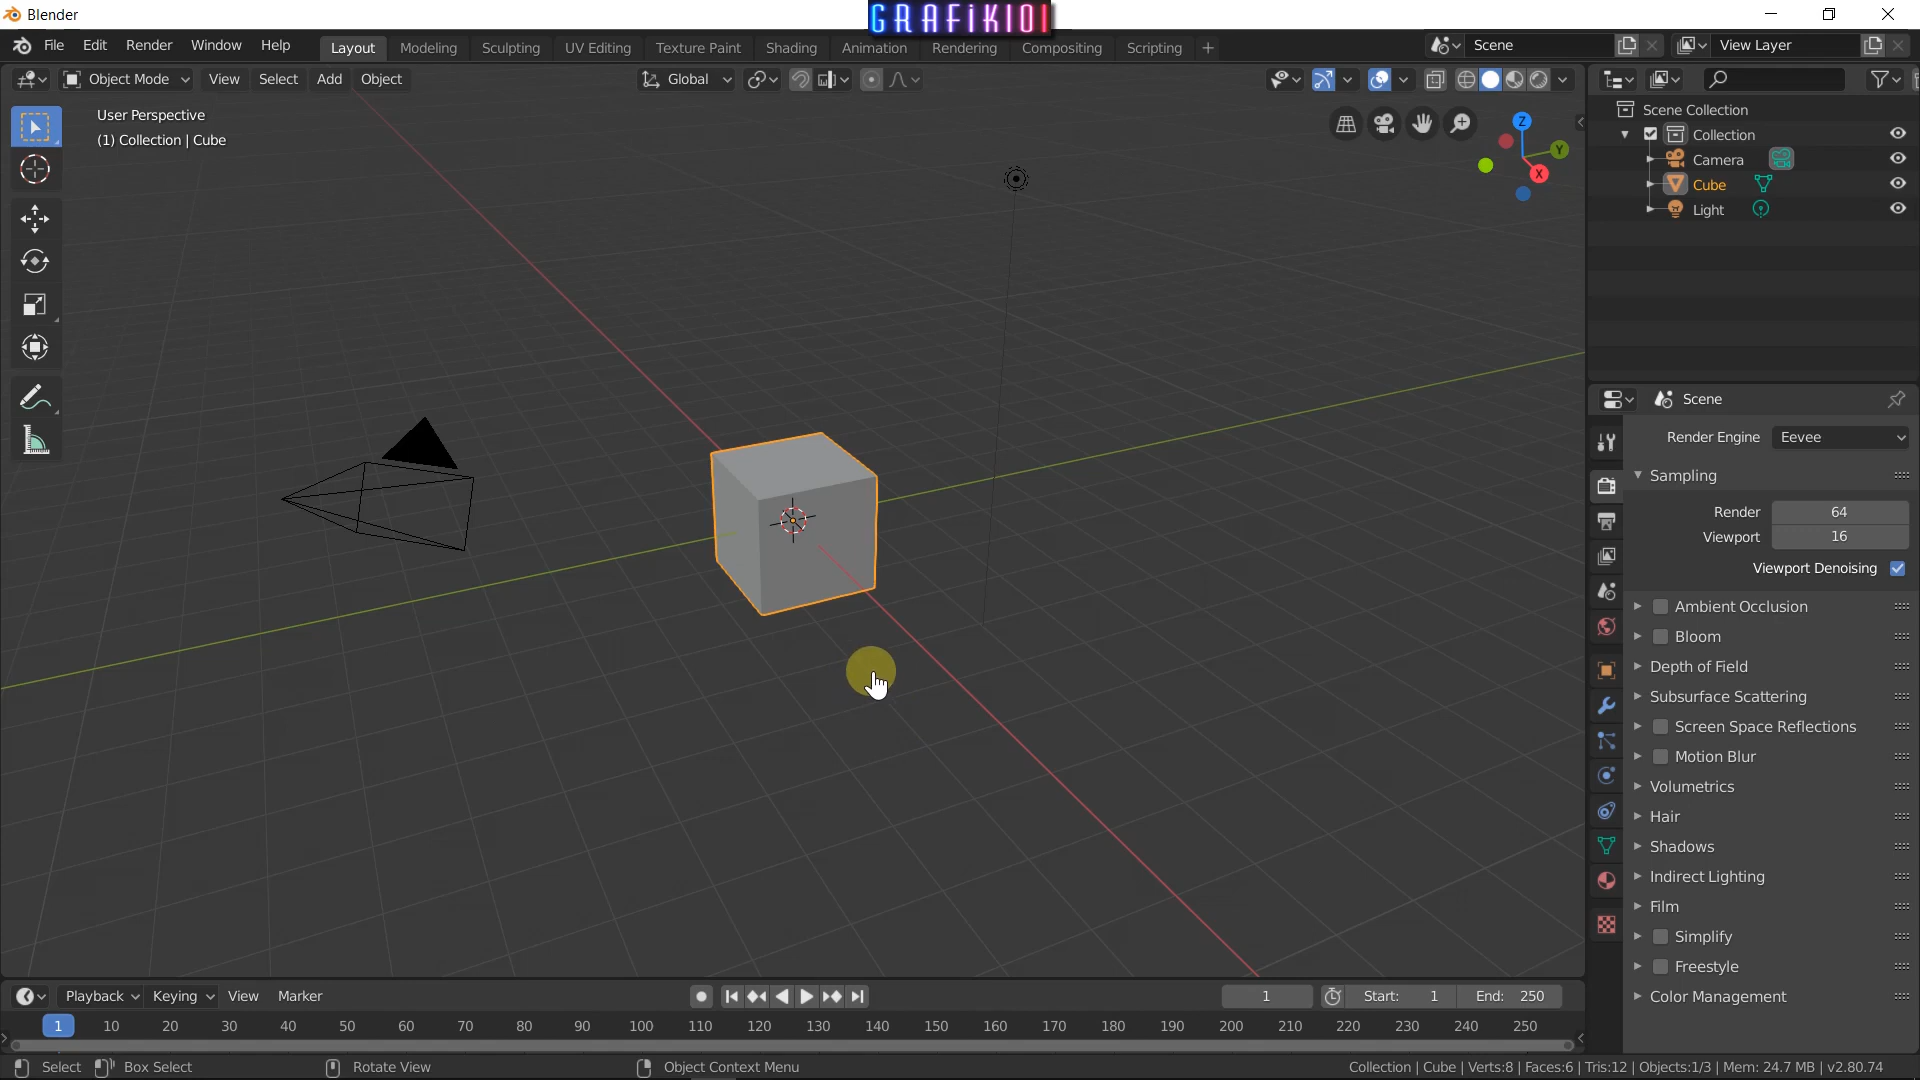 Blender
GRAFiK101
File Edit Render Window Help
Layout Modeling Sculpting UV Editing Texture Paint Shading Animation Rendering Compositing Scripting +
Scene
View Layer
Object Mode View Select Add Object
Global
User Perspective
(1) Collection | Cube
Z
Y
X
Scene Collection
Collection
Camera
Cube
Light
Scene
Render Engine Eevee
Sampling
Render 64
Viewport 16
Viewport Denoising
Ambient Occlusion
Bloom
Depth of Field
Subsurface Scattering
Screen Space Reflections
Motion Blur
Volumetrics
Hair
Shadows
Indirect Lighting
Film
Simplify
Freestyle
Color Management
Playback Keying View Marker
1
Start: 1
End: 250
1 10 20 30 40 50 60 70 80 90 100 110 120 130 140 150 160 170 180 190 200 210 220 230 240 250
Select Box Select Rotate View Object Context Menu
Collection | Cube | Verts:8 | Faces:6 | Tris:12 | Objects:1/3 | Mem: 24.7 MB | v2.80.74